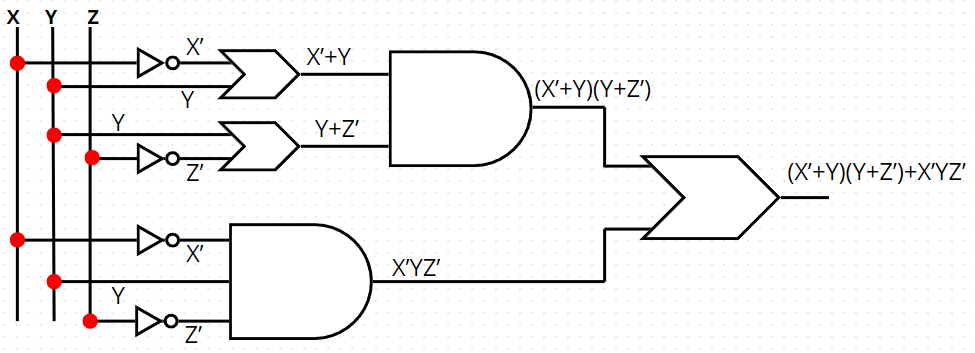 X Y Z
X′
X′+Y
Y
(X′+Y)(Y+Z′)
Y
Y+Z′
Z′
(X′+Y)(Y+Z′)+X′YZ′
X′
X′YZ′
Y
Z′